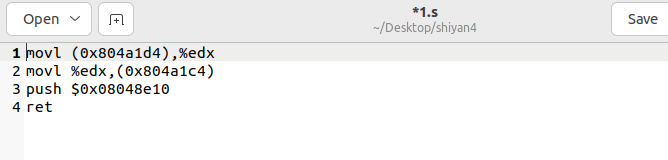 Open
*1.s
~/Desktop/shiyan4
Save
1 movl (0x804a1d4),%edx
2 movl %edx,(0x804a1c4)
3 push $0x08048e10
4 ret